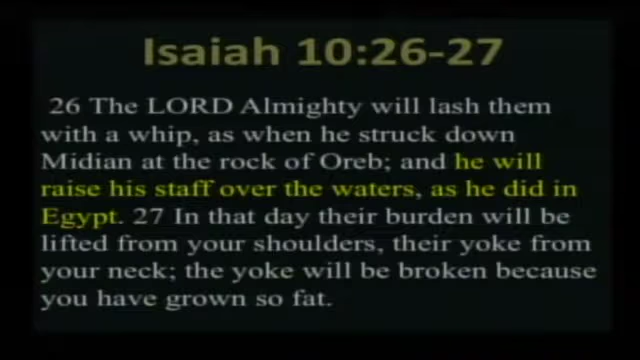 Isaiah 10:26-27
26 The LORD Almighty will lash them
with a whip, as when he struck down
Midian at the rock of Oreb; and he will
raise his staff over the waters, as he did in
Egypt. 27 In that day their burden will be
lifted from your shoulders, their yoke from
your neck; the yoke will be broken because
you have grown so fat.